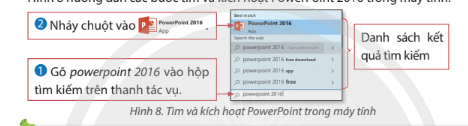 Hình 8 hướng dẫn các bước tìm và kích hoạt PowerPoint 2016 trong máy tính.
2 Nháy chuột vào PowerPoint 2016 App .
1 Gõ powerpoint 2016 vào hộp
tìm kiếm trên thanh tác vụ.
Best match
PowerPoint 2016
App
Search the web
powerpoint 2016
powerpoint 2016 free download
powerpoint 2016 app
powerpoint 2016 free
powerpoint 2016
Danh sách kết
quả tìm kiếm
Hình 8. Tìm và kích hoạt PowerPoint trong máy tính